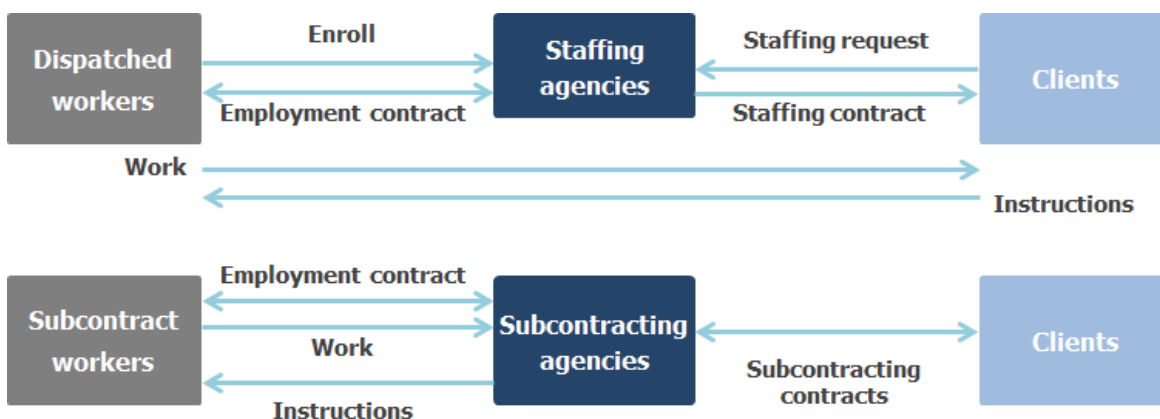 Enroll
Dispatched
workers
Employment contract
Staffing
agencies
Staffing request
Staffing contract
Clients
Work
Instructions
Employment contract
Subcontract
workers
Work
Instructions
Subcontracting
agencies
Subcontracting
contracts
Clients